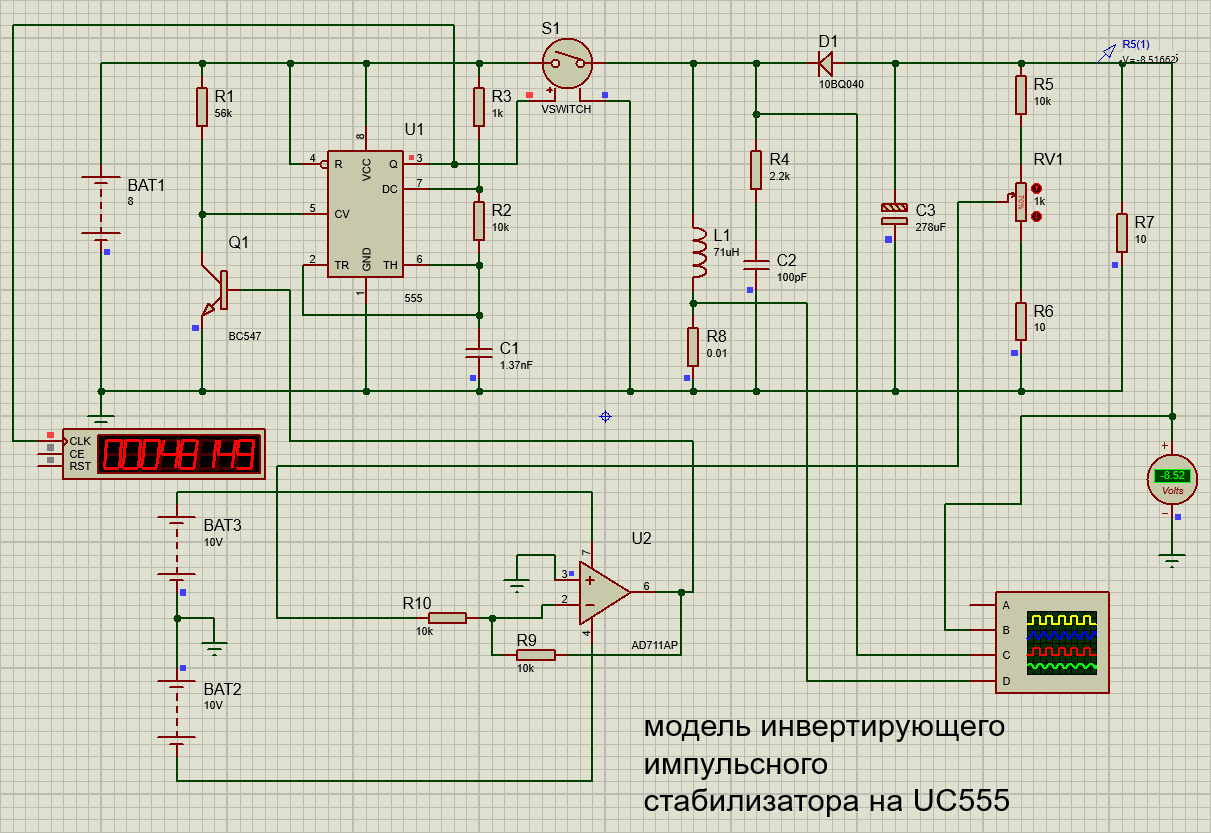 S1
VSWITCH
D1
10BQ040
R5(1)
R1
56k
R3
1k
U1
R
VCC
Q
DC
CV
GND
TR
TH
4
8
3
7
5
2
6
1
555
BAT1
8
Q1
BC547
R2
10k
C1
1.37nF
R4
2.2k
L1
71uH
C2
100pF
R8
0.01
C3
278uF
R5
10k
RV1
1k
R6
10
R7
10
CLK
CE
RST
-8.52
Volts
BAT3
10V
BAT2
10V
U2
3
2
7
4
6
AD711AP
R10
10k
R9
10k
A
B
C
D
модель инвертирующего
импульсного
стабилизатора на UC555